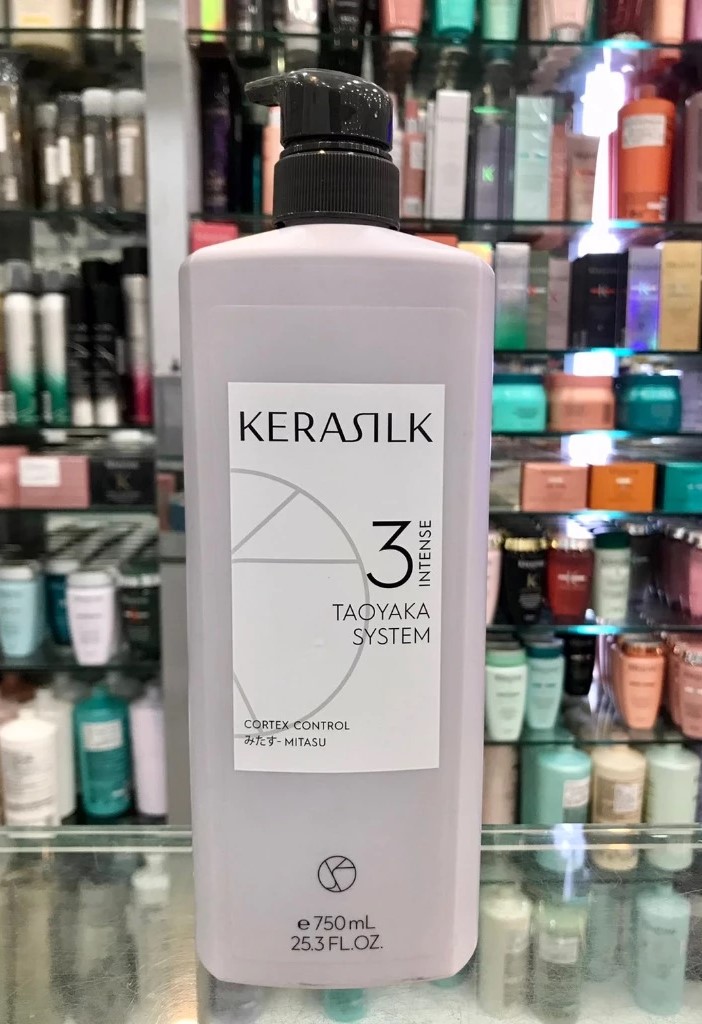 KERASILK
3 INTENSE
TAOYAKA
SYSTEM
CORTEX CONTROL
みたす- MITASU
e 750 mL
25.3 FL.OZ.